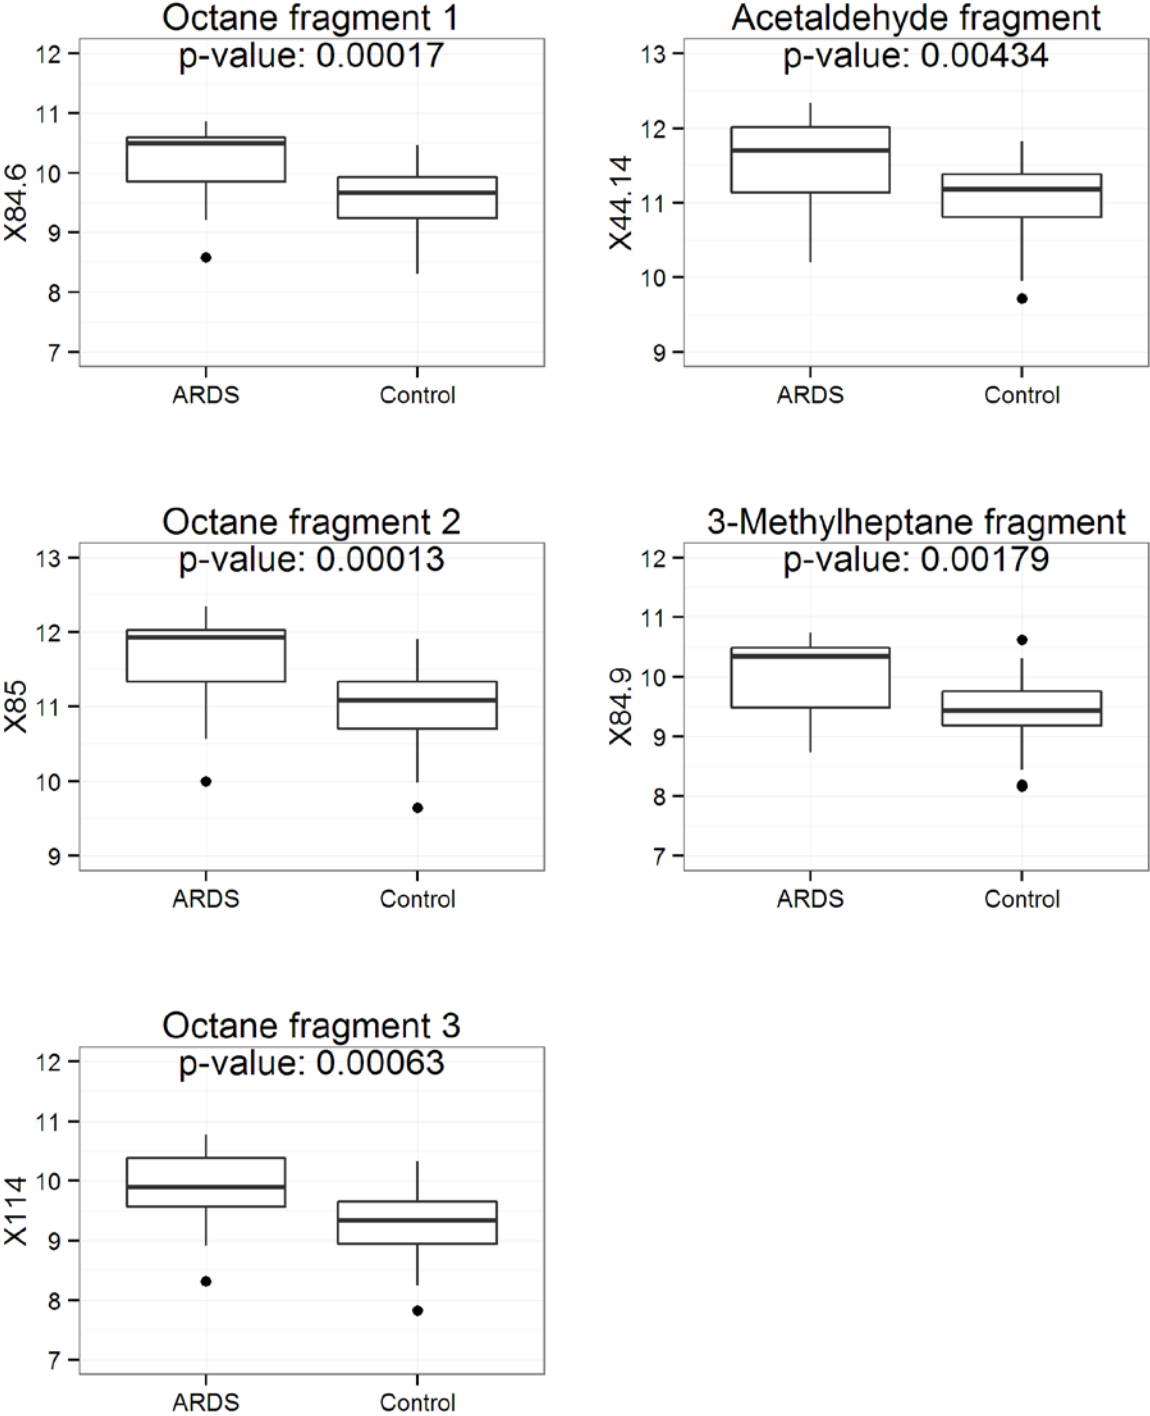 Octane fragment 1
p-value: 0.00017
12
11
10
9
8
7
X84.6
ARDS Control
Acetaldehyde fragment
p-value: 0.00434
13
12
11
10
9
X44.14
ARDS Control
Octane fragment 2
p-value: 0.00013
13
12
11
10
9
X85
ARDS Control
3-Methylheptane fragment
p-value: 0.00179
12
11
10
9
8
7
X84.9
ARDS Control
Octane fragment 3
p-value: 0.00063
12
11
10
9
8
7
X114
ARDS Control